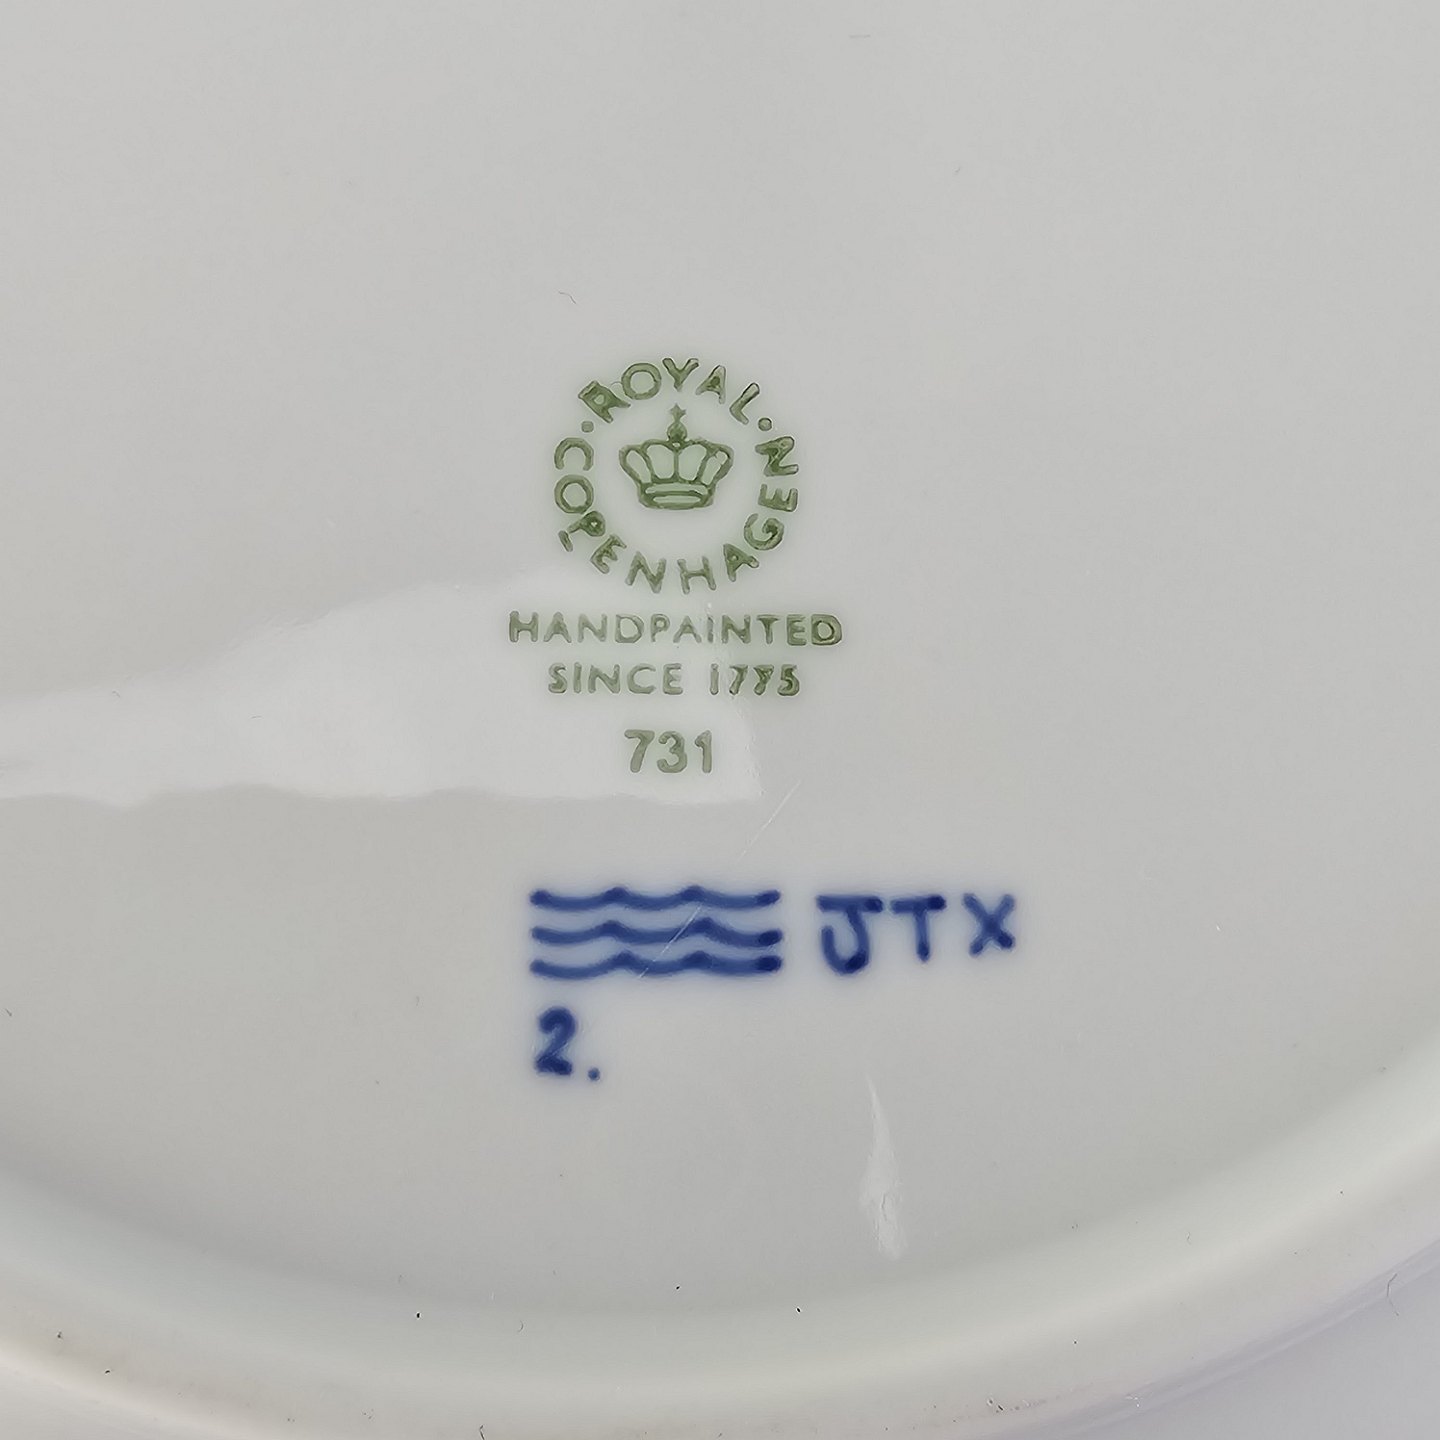 ROYAL · COPENHAGEN ·
HANDPAINTED
SINCE 1775
731
JTX
2.